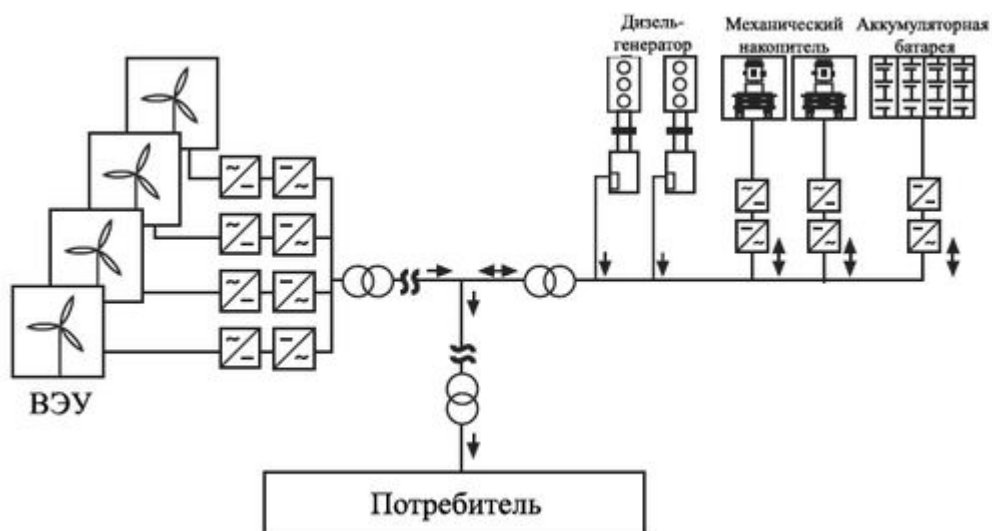 Дизель-
генератор
Механический
накопитель
Аккумуляторная
батарея
ВЭУ
Потребитель